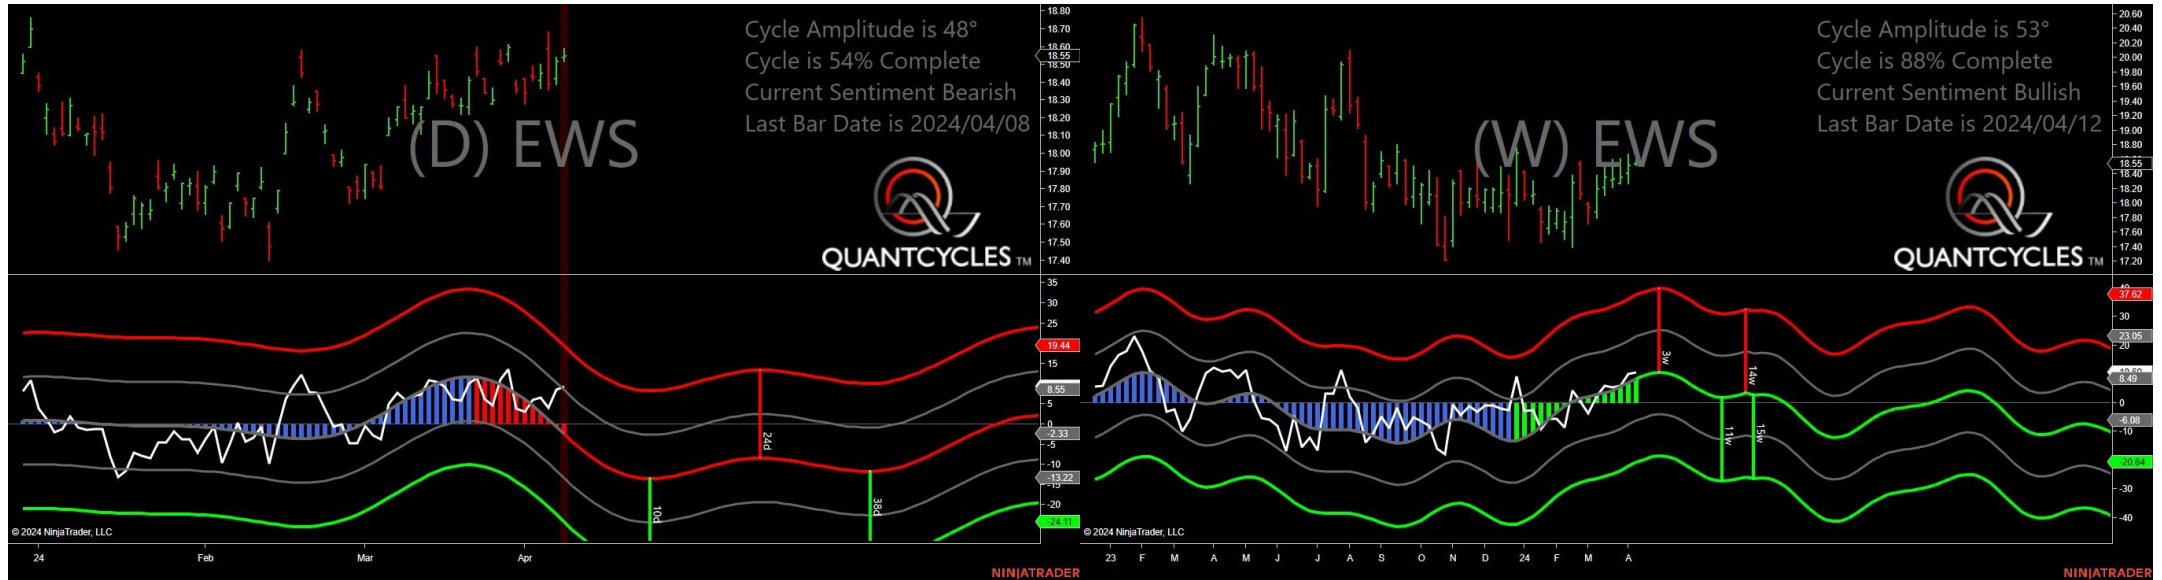 Cycle Amplitude is 48°
Cycle is 54% Complete
Current Sentiment Bearish
Last Bar Date is 2024/04/08
(D) EWS
QUANTCYCLES TM
18.80
18.70
18.60
18.55
18.50
18.40
18.30
18.20
18.10
18.00
17.90
17.80
17.70
17.60
17.50
17.40
35
30
25
19.44
15
8.55
5
0
-2.33
-5
-10
-13.22
-15
-20
-24.11
24d
10d
38d
© 2024 NinjaTrader, LLC
24 Feb Mar Apr
NINJATRADER
Cycle Amplitude is 53°
Cycle is 88% Complete
Current Sentiment Bullish
Last Bar Date is 2024/04/12
(W) EWS
QUANTCYCLES TM
20.60
20.40
20.20
20.00
19.80
19.60
19.40
19.20
19.00
18.80
18.55
18.40
18.20
18.00
17.80
17.60
17.40
17.20
37.62
30
23.05
20
8.49
0
-6.08
-10
-20.64
-30
-40
3w
14w
11w
15w
© 2024 NinjaTrader, LLC
23 F M A M J J A S O N D 24 F M A
NINJATRADER